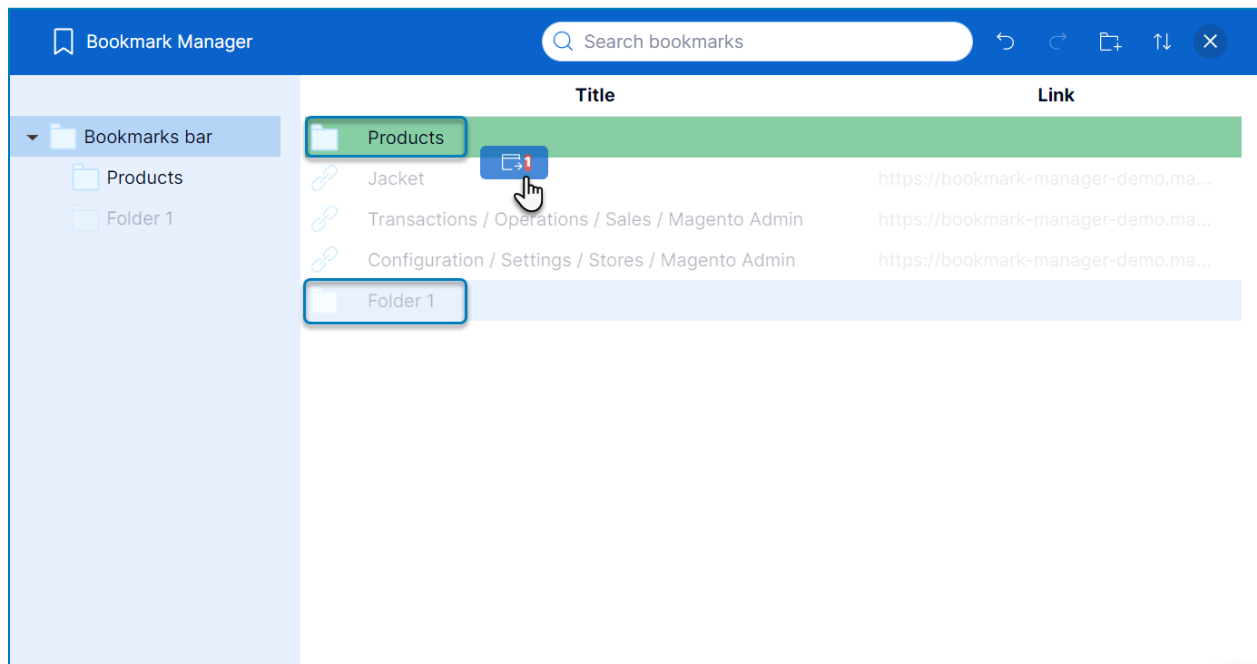 Bookmark Manager
Search bookmarks
Title Link
Bookmarks bar
Products
Folder 1
Products
1
Jacket https://bookmark-manager-demo.ma...
Transactions / Operations / Sales / Magento Admin https://bookmark-manager-demo.ma...
Configuration / Settings / Stores / Magento Admin https://bookmark-manager-demo.ma...
Folder 1